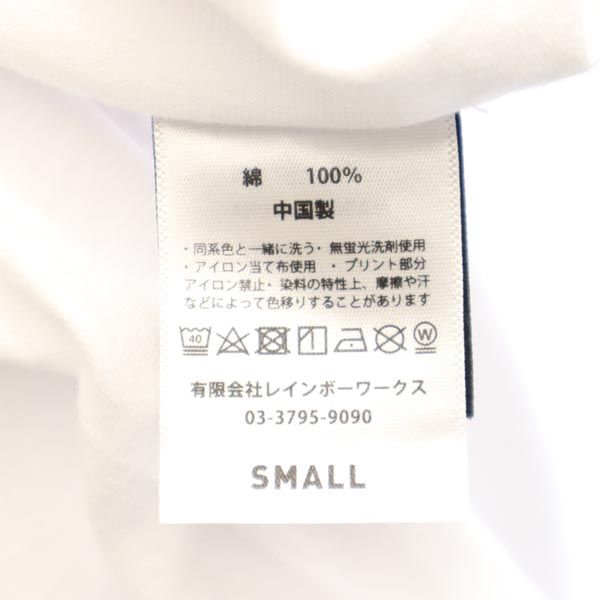 綿 100%
中国製
・同系色と一緒に洗う・無蛍光洗剤使用
・アイロン当て布使用 ・プリント部分
アイロン禁止・染料の特性上、摩擦や汗
などによって色移りすることがあります
40 W
有限会社レインボーワークス
03-3795-9090
SMALL